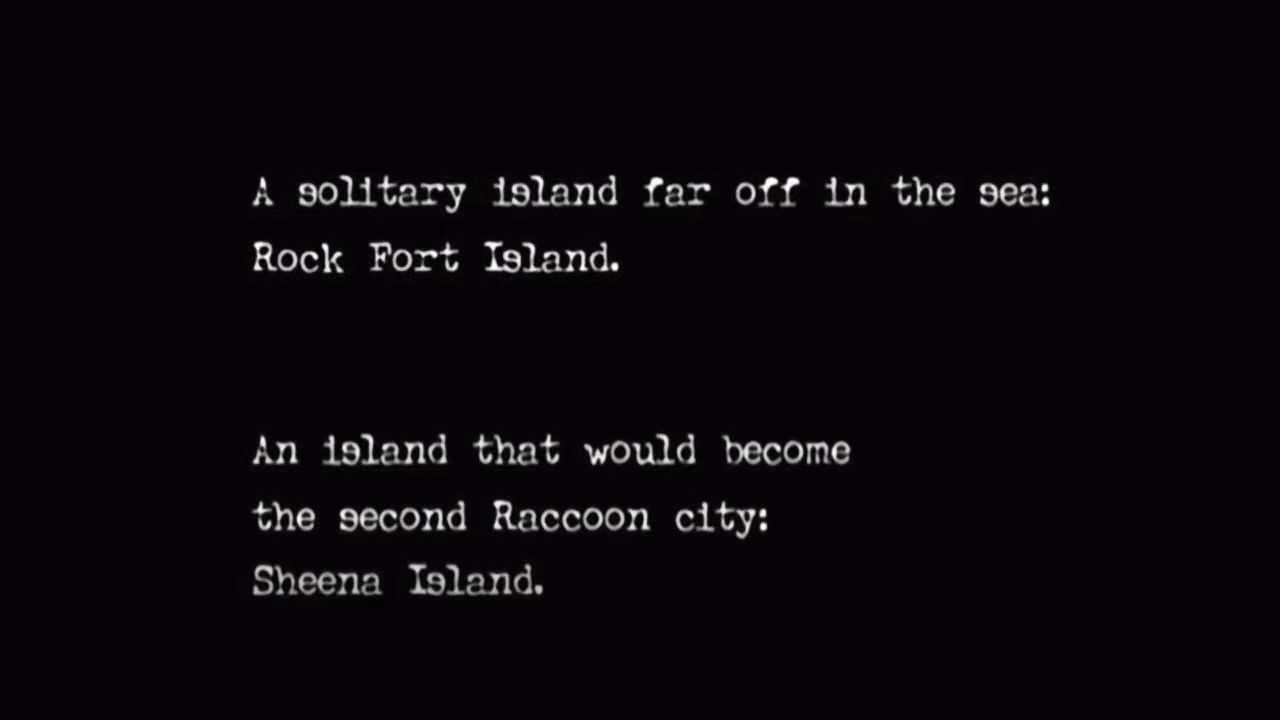 A solitary island far off in the sea:
Rock Fort Island.
An island that would become
the second Raccoon city:
Sheena Island.